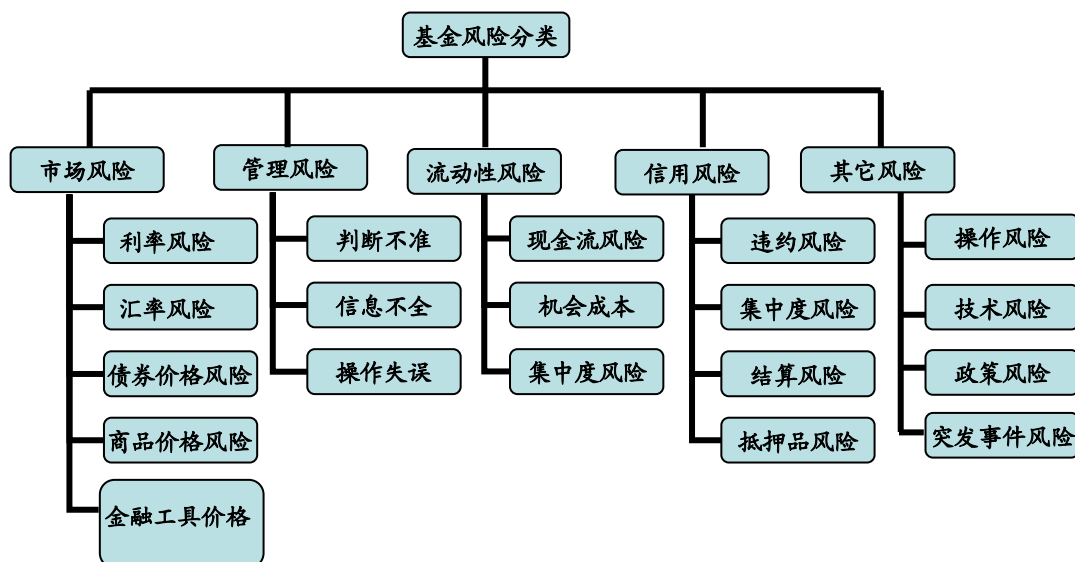 基金风险分类
市场风险
管理风险
流动性风险
信用风险
其它风险
利率风险
汇率风险
债券价格风险
商品价格风险
金融工具价格
判断不准
信息不全
操作失误
现金流风险
机会成本
集中度风险
违约风险
集中度风险
结算风险
抵押品风险
操作风险
技术风险
政策风险
突发事件风险